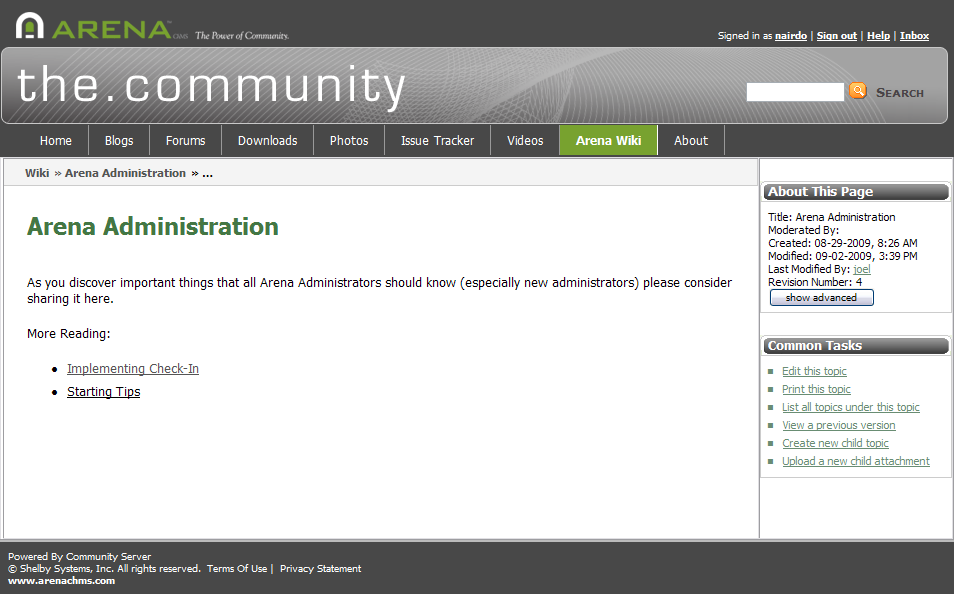 ARENA CMS The Power of Community.
Signed in as nairdo | Sign out | Help | Inbox
the.community
SEARCH
Home Blogs Forums Downloads Photos Issue Tracker Videos Arena Wiki About
Wiki » Arena Administration » ...
Arena Administration
As you discover important things that all Arena Administrators should know (especially new administrators) please consider
sharing it here.
More Reading:
• Implementing Check-In
• Starting Tips
About This Page
Title: Arena Administration
Moderated By:
Created: 08-29-2009, 8:26 AM
Modified: 09-02-2009, 3:39 PM
Last Modified By: joel
Revision Number: 4
show advanced
Common Tasks
Edit this topic
Print this topic
List all topics under this topic
View a previous version
Create new child topic
Upload a new child attachment
Powered By Community Server
© Shelby Systems, Inc. All rights reserved. Terms Of Use | Privacy Statement
www.arenachms.com